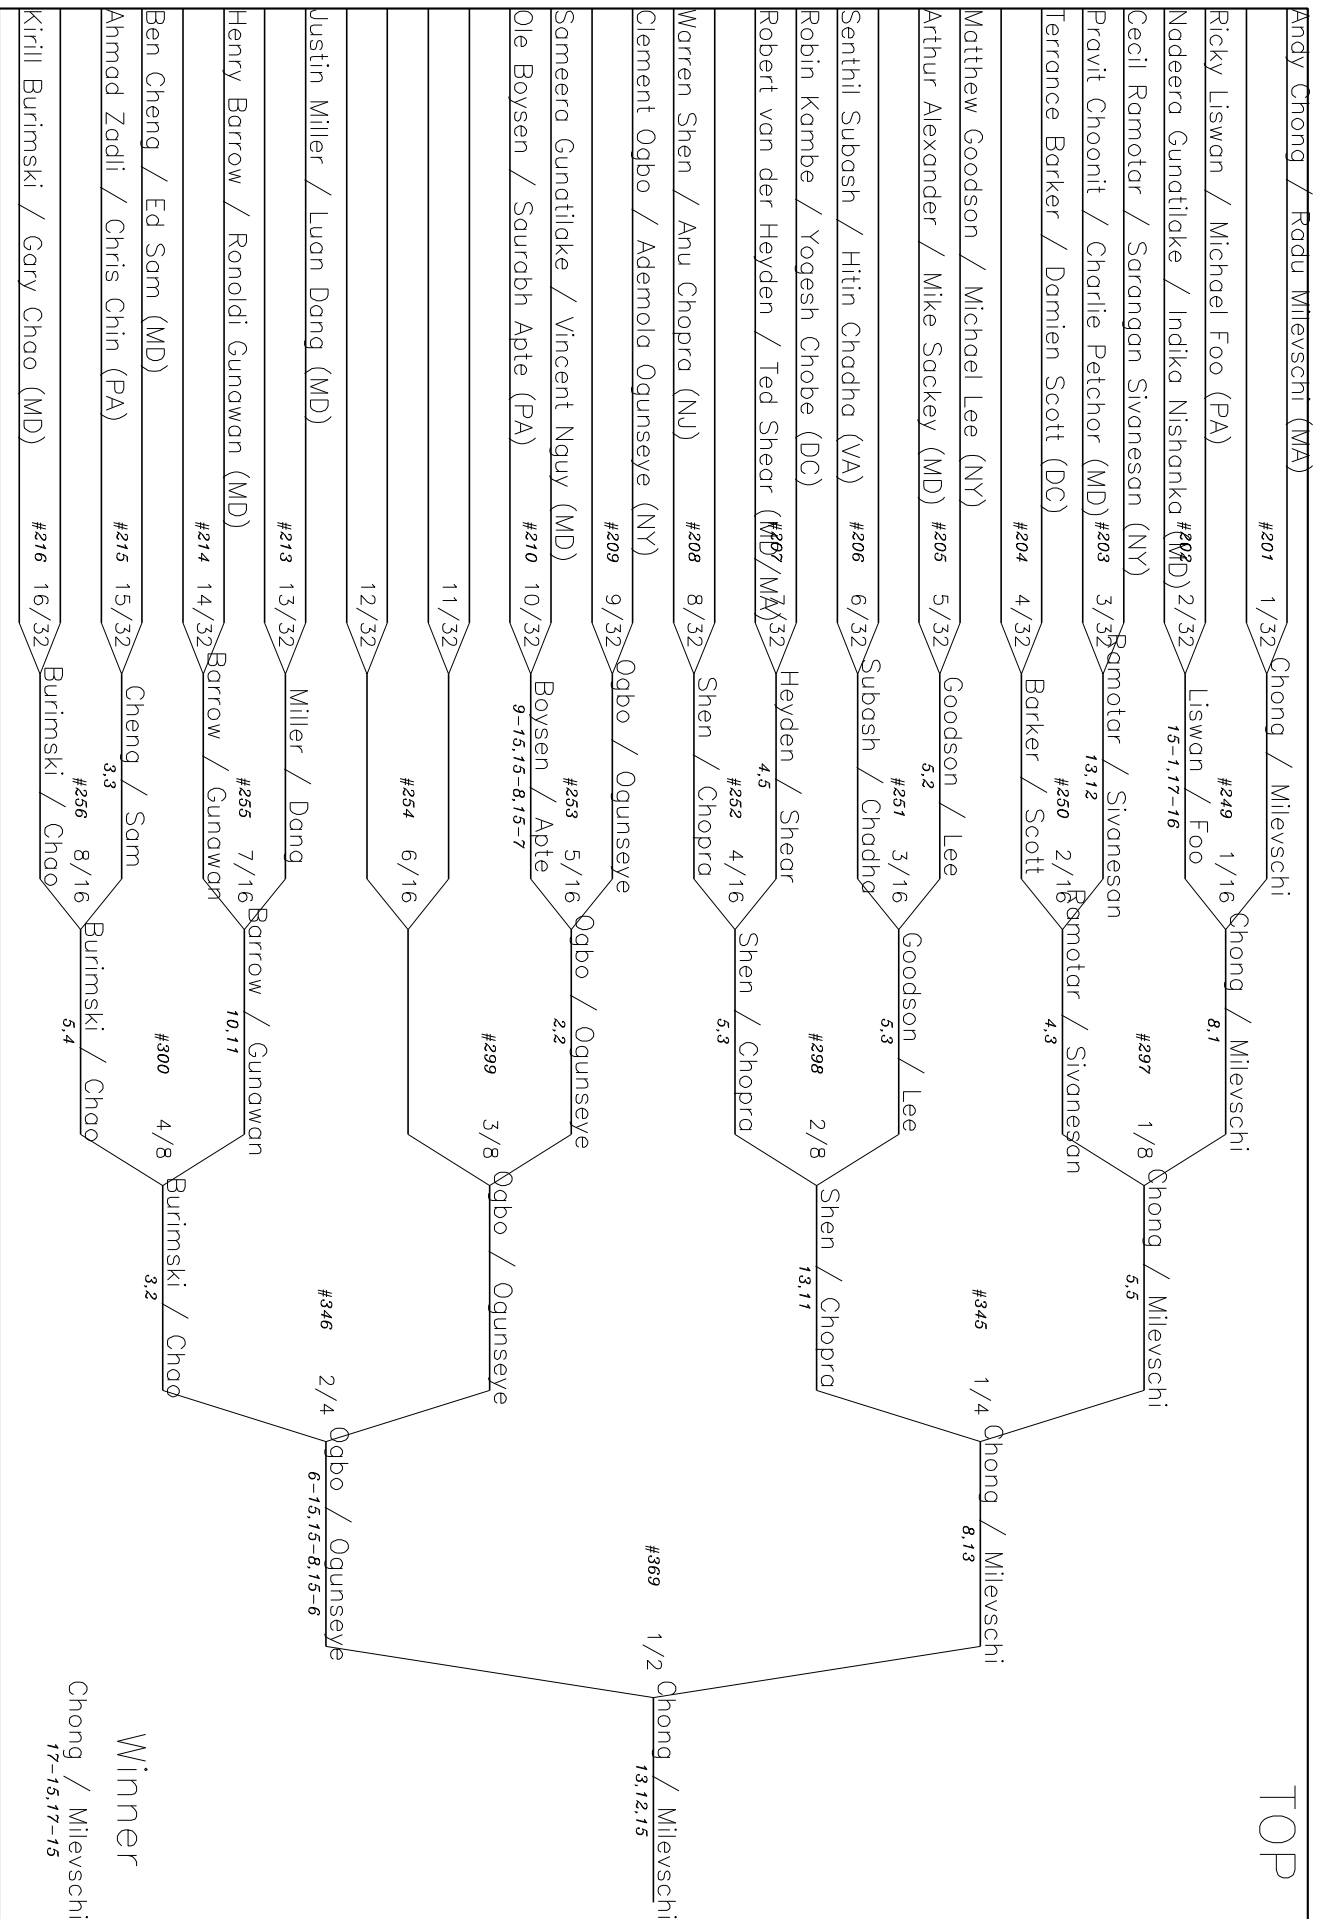 TOP
Andy Chong / Radu Milevschi (MA)
Ricky Liswan / Michael Foo (PA)
Nadeera Gunatilake / Indika Nishanka (MD)
Cecil Ramotar / Sarangan Sivanesan (NY)
Pravit Choonit / Charlie Petchor (MD)
Terrance Barker / Damien Scott (DC)
Matthew Goodson / Michael Lee (NY)
Arthur Alexander / Mike Sackey (MD)
Senthil Subash / Hitin Chadha (VA)
Robin Kambe / Yogesh Chobe (DC)
Robert van der Heyden / Ted Shear (MD/MA)
Warren Shen / Anu Chopra (NJ)
Clement Ogbo / Ademola Ogunseye (NY)
Sameera Gunatilake / Vincent Nguy (MD)
Ole Boysen / Saurabh Apte (PA)
Justin Miller / Luan Dang (MD)
Henry Barrow / Ronoldi Gunawan (MD)
Ben Cheng / Ed Sam (MD)
Ahmad Zadli / Chris Chin (PA)
Kirill Burimski / Gary Chao (MD)
#201 1/32
#202 2/32
#203 3/32
#204 4/32
#205 5/32
#206 6/32
#207 7/32
#208 8/32
#209 9/32
#210 10/32
11/32
12/32
#213 13/32
#214 14/32
#215 15/32
#216 16/32
Chong / Milevschi
Liswan / Foo
15-1,17-16
Ramotar / Sivanesan
13,12
Barker / Scott
Goodson / Lee
5,2
Subash / Chadha
Heyden / Shear
4,5
Shen / Chopra
Ogbo / Ogunseye
Boysen / Apte
9-15,15-8,15-7
Miller / Dang
Barrow / Gunawan
Cheng / Sam
3,3
Burimski / Chao
#249 1/16
#250 2/16
#251 3/16
#252 4/16
#253 5/16
#254 6/16
#255 7/16
#256 8/16
Chong / Milevschi
8,1
Ramotar / Sivanesan
4,3
Goodson / Lee
5,3
Shen / Chopra
5,3
Ogbo / Ogunseye
2,2
Barrow / Gunawan
10,11
Burimski / Chao
5,4
#297 1/8
#298 2/8
#299 3/8
#300 4/8
Chong / Milevschi
5,5
Shen / Chopra
13,11
Ogbo / Ogunseye
Burimski / Chao
3,2
#345 1/4
#346 2/4
Chong / Milevschi
8,13
Ogbo / Ogunseye
6-15,15-8,15-6
#369 1/2
Chong / Milevschi
13,12,15
Winner
Chong / Milevschi
17-15,17-15